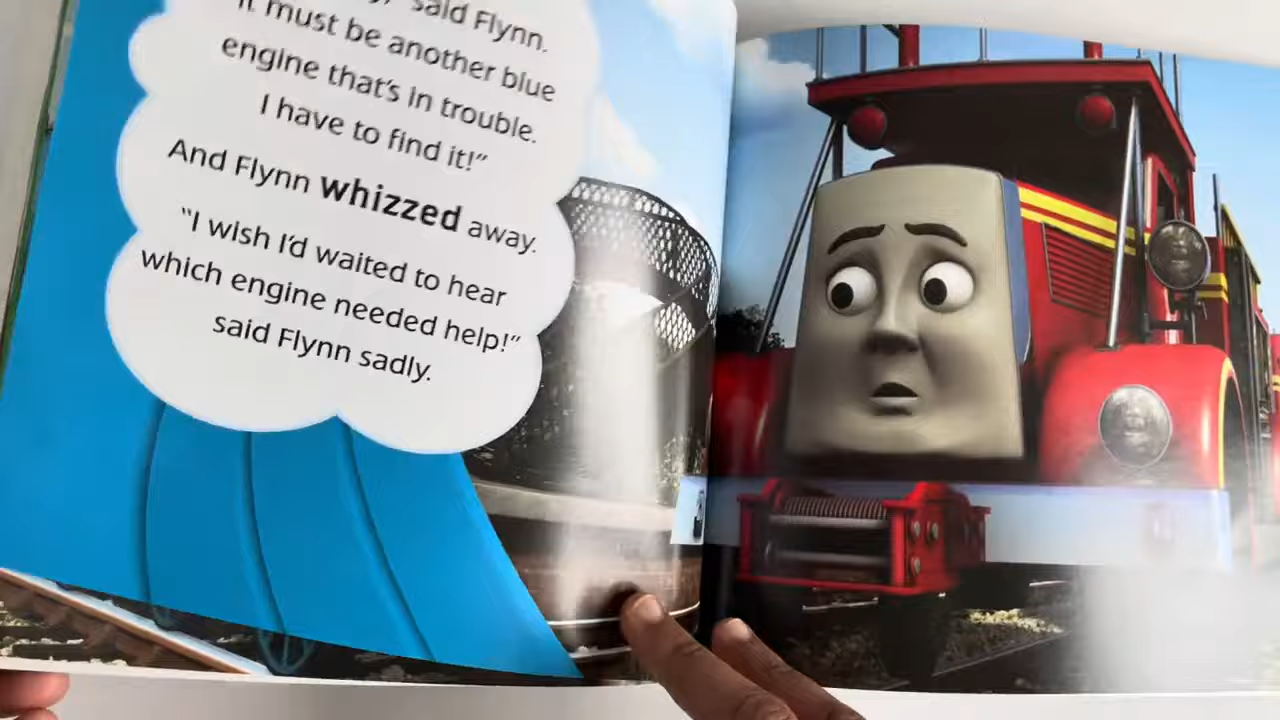 said Flynn.
"It must be another blue
engine that's in trouble.
I have to find it!"
And Flynn whizzed away.
"I wish I'd waited to hear
which engine needed help!"
said Flynn sadly.